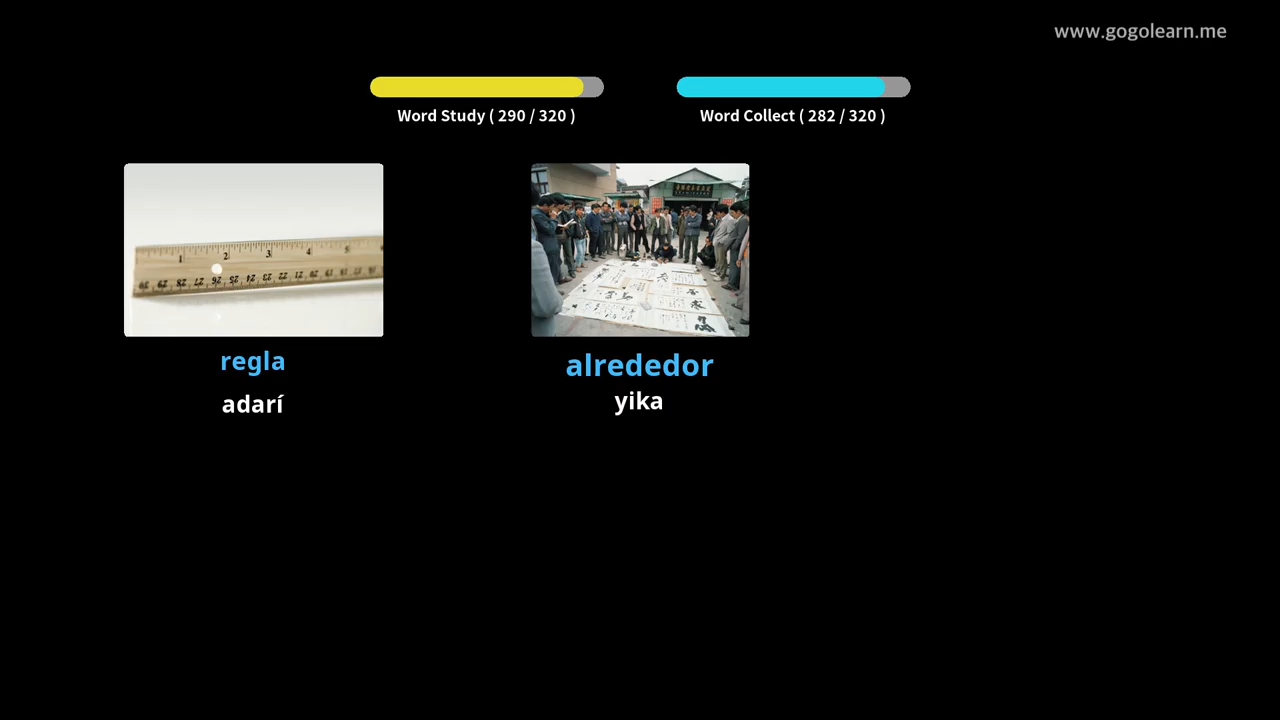 www.gogolearn.me
Word Study ( 290 / 320 )
Word Collect ( 282 / 320 )
regla
adarí
alrededor
yika